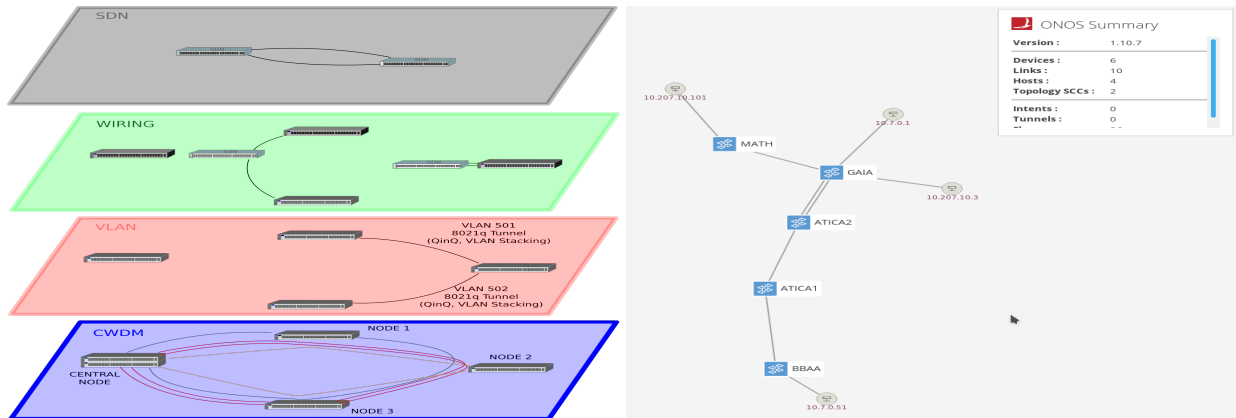 SDN
WIRING
VLAN
VLAN 501
8021q Tunnel
(QinQ, VLAN Stacking)
VLAN 502
8021q Tunnel
(QinQ, VLAN Stacking)
CWDM
NODE 1
NODE 2
CENTRAL
NODE
NODE 3
ONOS Summary
Version : 1.10.7
Devices : 6
Links : 10
Hosts : 4
Topology SCCs : 2
Intents : 0
Tunnels : 0
10.207.10.101
10.7.0.1
MATH
GAIA
10.207.10.3
ATICA2
ATICA1
BBAA
10.7.0.51